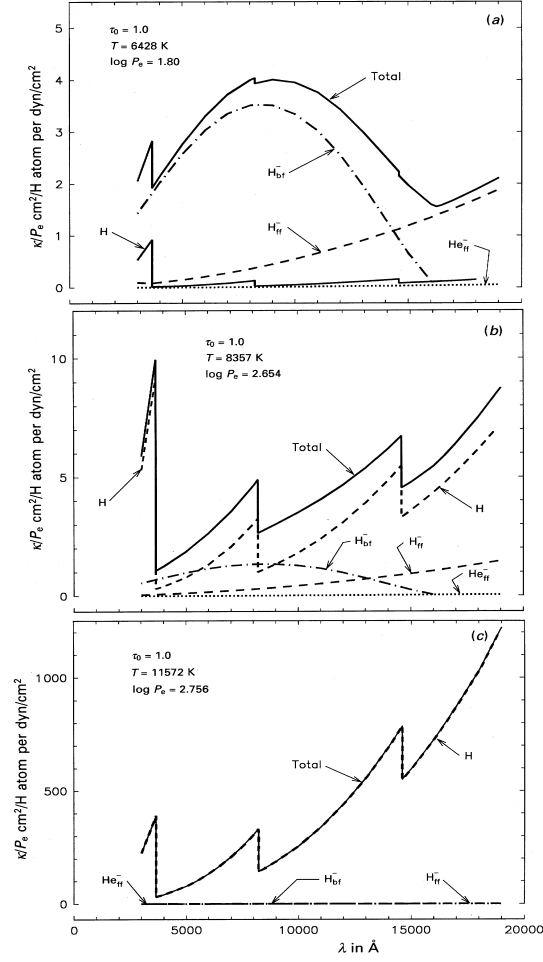 (a)
τ₀ = 1.0
T = 6428 K
log Pₑ = 1.80
5
4
3
2
1
0
κ/Pₑ cm²/H atom per dyn/cm²
Total
H⁻bf
H
H⁻ff
He⁻ff
(b)
τ₀ = 1.0
T = 8357 K
log Pₑ = 2.654
10
5
0
κ/Pₑ cm²/H atom per dyn/cm²
Total
H
H
H⁻bf
H⁻ff
He⁻ff
(c)
τ₀ = 1.0
T = 11572 K
log Pₑ = 2.756
1000
500
0
κ/Pₑ cm²/H atom per dyn/cm²
Total
H
He⁻ff
H⁻bf
H⁻ff
0 5000 10000 15000 20000
λ in Å